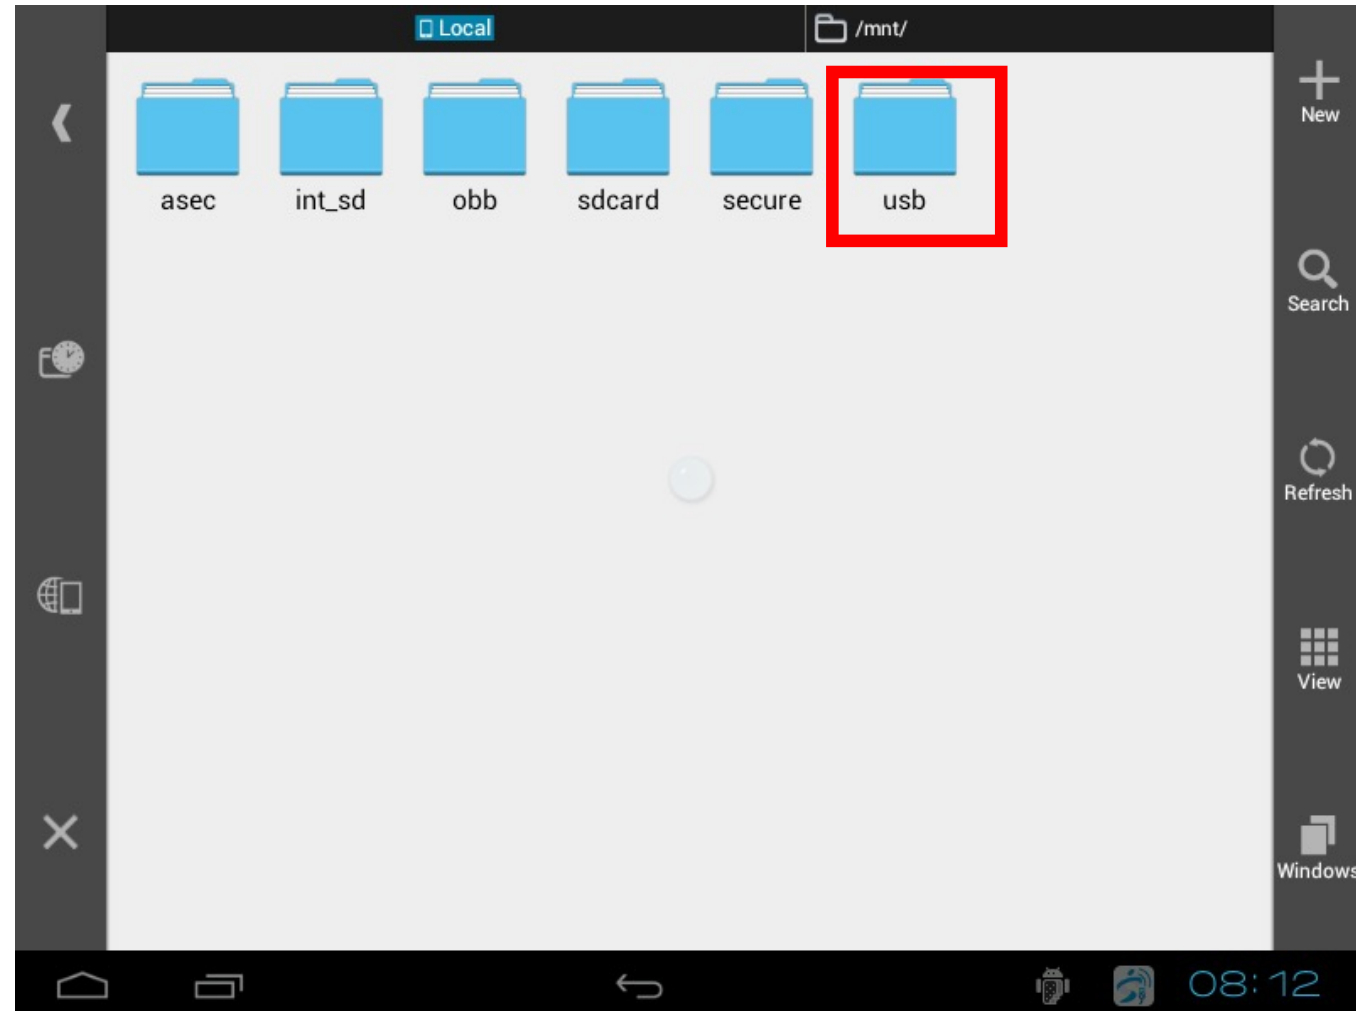 Local
/mnt/
New
asec int_sd obb sdcard secure usb
Search
Refresh
View
Windows
08:12